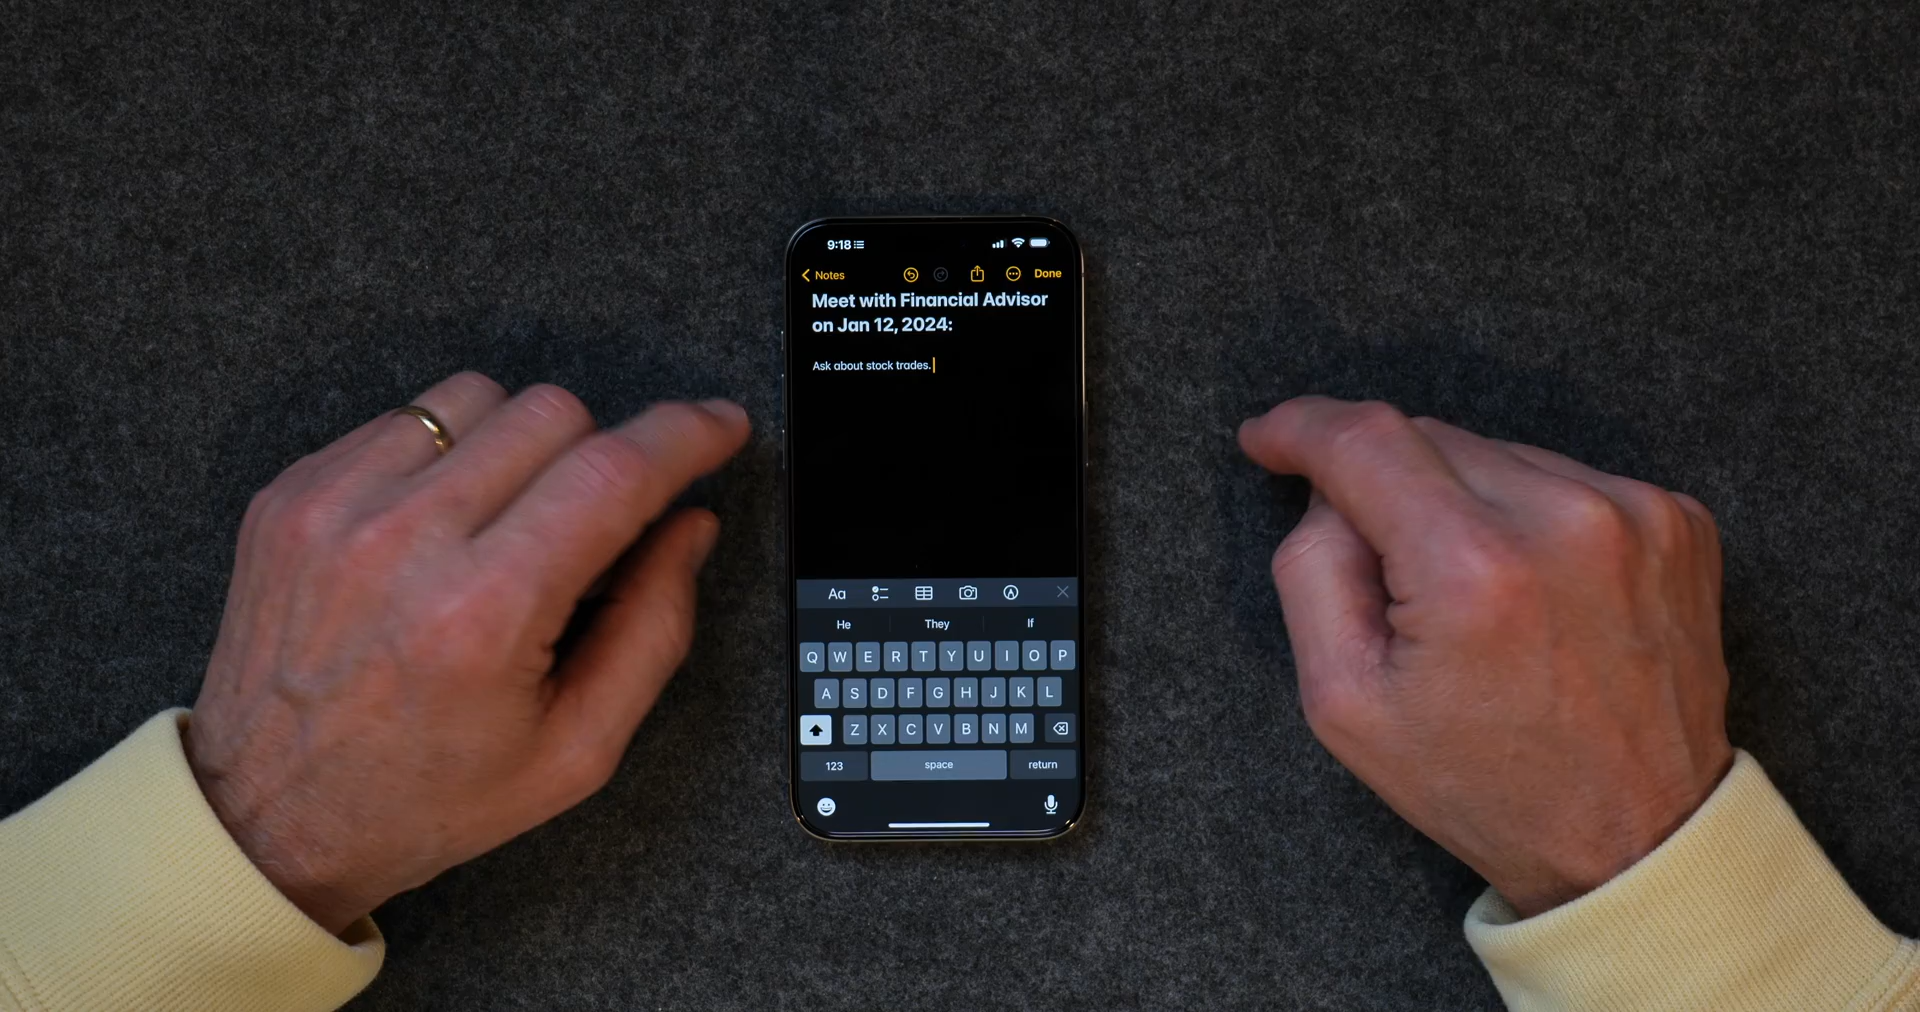 9:18
Notes Done
Meet with Financial Advisor
on Jan 12, 2024:
Ask about stock trades.
Aa
He They If
Q W E R T Y U I O P
A S D F G H J K L
Z X C V B N M
123 space return